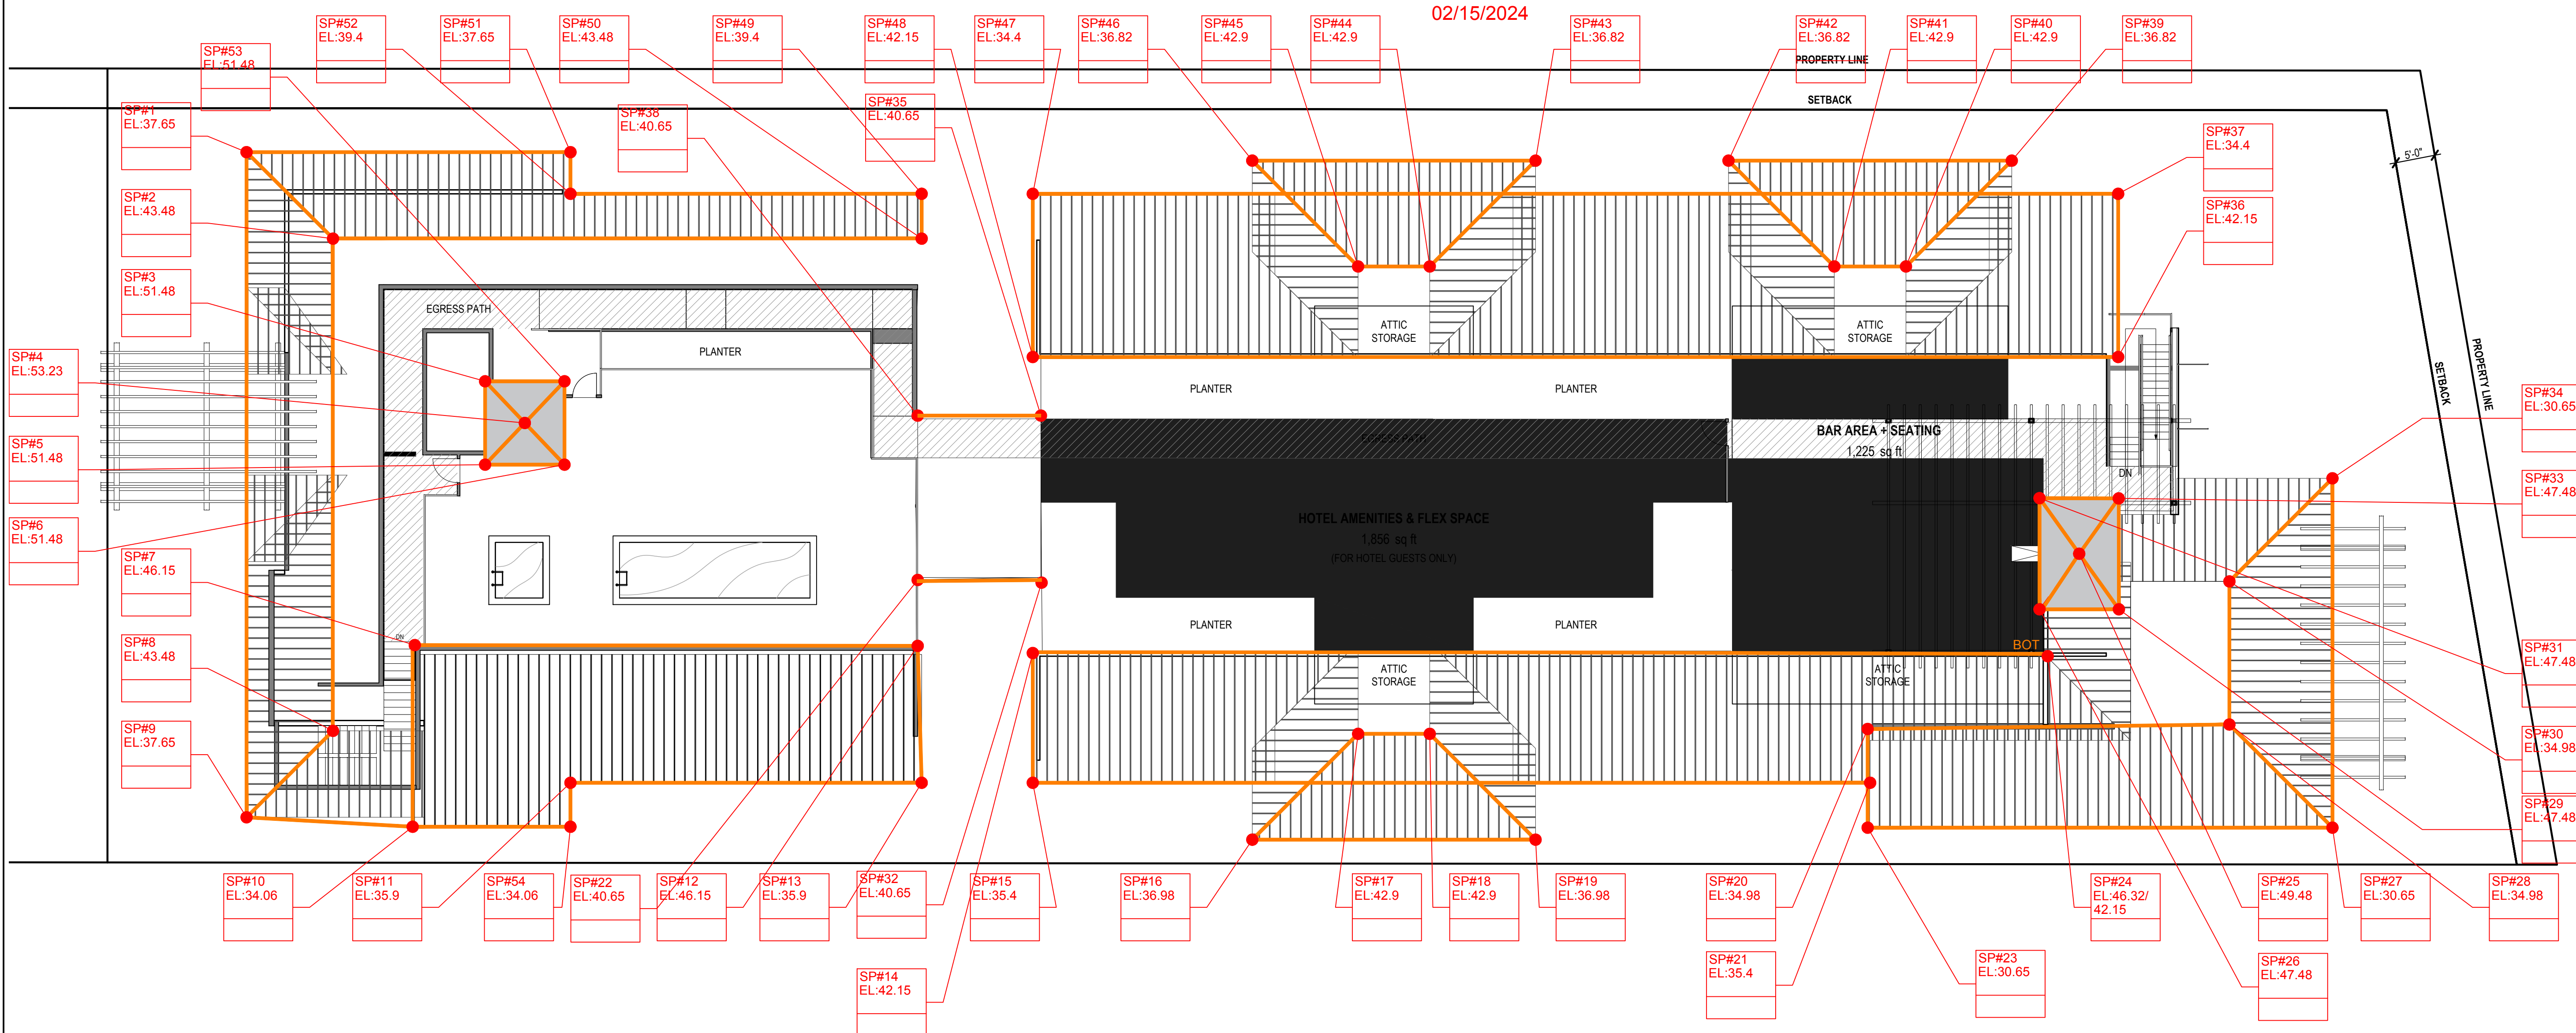 02/15/2024
SP#52
EL:39.4
SP#51
EL:37.65
SP#50
EL:43.48
SP#49
EL:39.4
SP#48
EL:42.15
SP#47
EL:34.4
SP#46
EL:36.82
SP#45
EL:42.9
SP#44
EL:42.9
SP#43
EL:36.82
SP#42
EL:36.82
SP#41
EL:42.9
SP#40
EL:42.9
SP#39
EL:36.82
SP#53
EL:51.48
PROPERTY LINE
SETBACK
SP#1
EL:37.65
SP#38
EL:40.65
SP#35
EL:40.65
SP#37
EL:34.4
5'-0"
SP#2
EL:43.48
SP#36
EL:42.15
SP#3
EL:51.48
EGRESS PATH
ATTIC
STORAGE
ATTIC
STORAGE
PLANTER
SP#4
EL:53.23
PROPERTY LINE
SETBACK
PLANTER
PLANTER
SP#34
EL:30.65
SP#5
EL:51.48
EGRESS PATH
BAR AREA + SEATING
1,225 sq ft
DN
SP#33
EL:47.48
SP#6
EL:51.48
HOTEL AMENITIES & FLEX SPACE
1,856 sq ft
(FOR HOTEL GUESTS ONLY)
SP#7
EL:46.15
PLANTER
PLANTER
DN
BOT
SP#31
EL:47.48
SP#8
EL:43.48
ATTIC
STORAGE
ATTIC
STORAGE
SP#9
EL:37.65
SP#30
EL:34.98
SP#29
EL:47.48
SP#10
EL:34.06
SP#11
EL:35.9
SP#54
EL:34.06
SP#22
EL:40.65
SP#12
EL:46.15
SP#13
EL:35.9
SP#32
EL:40.65
SP#15
EL:35.4
SP#16
EL:36.98
SP#17
EL:42.9
SP#18
EL:42.9
SP#19
EL:36.98
SP#20
EL:34.98
SP#24
EL:46.32/
42.15
SP#25
EL:49.48
SP#27
EL:30.65
SP#28
EL:34.98
SP#21
EL:35.4
SP#23
EL:30.65
SP#26
EL:47.48
SP#14
EL:42.15